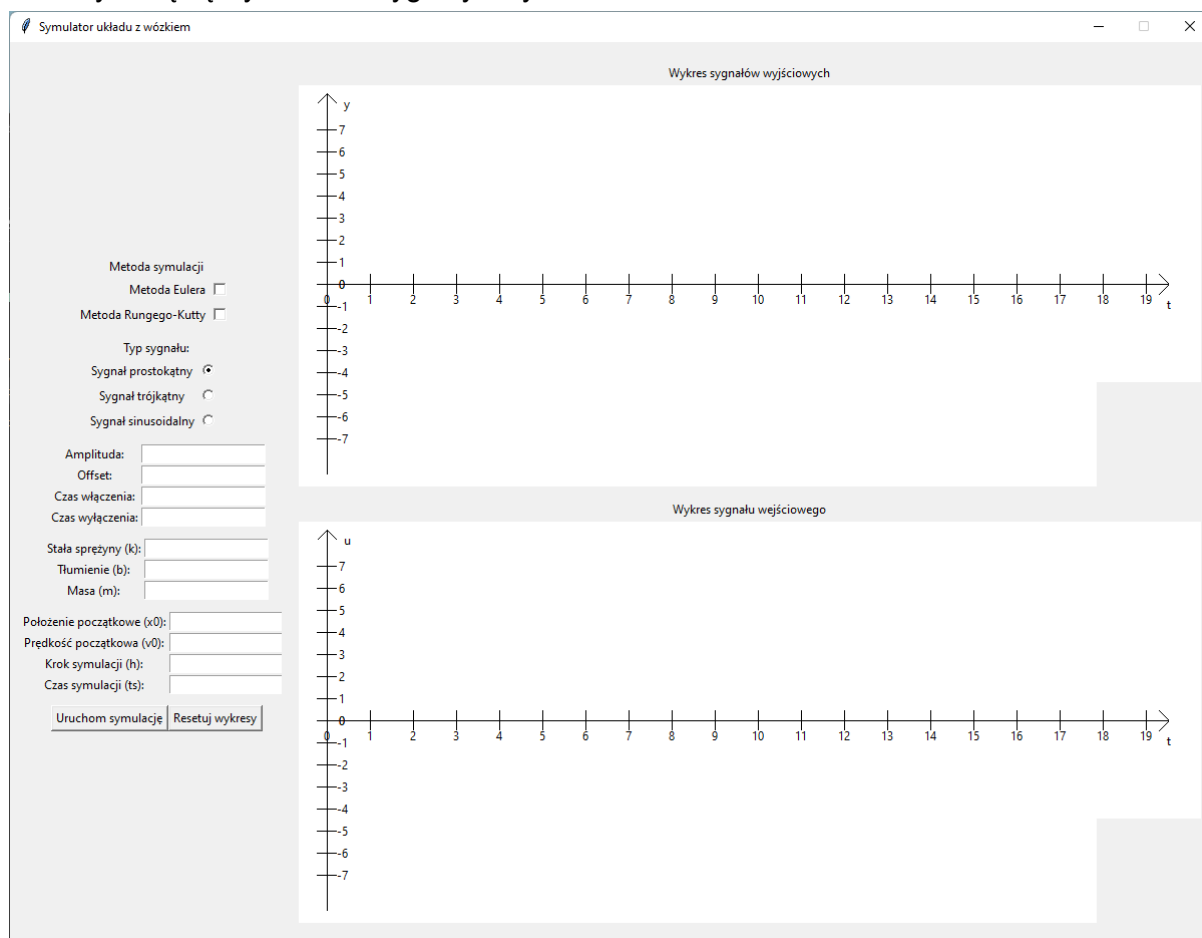 Symulator układu z wózkiem
Metoda symulacji
Metoda Eulera
Metoda Rungego-Kutty
Typ sygnału:
Sygnał prostokątny
Sygnał trójkątny
Sygnał sinusoidalny
Amplituda:
Offset:
Czas włączenia:
Czas wyłączenia:
Stała sprężyny (k):
Tłumienie (b):
Masa (m):
Położenie początkowe (x0):
Prędkość początkowa (v0):
Krok symulacji (h):
Czas symulacji (ts):
Uruchom symulację Resetuj wykresy
Wykres sygnałów wyjściowych
y
7
6
5
4
3
2
1
0
0 1 2 3 4 5 6 7 8 9 10 11 12 13 14 15 16 17 18 19 t
-1
-2
-3
-4
-5
-6
-7
Wykres sygnału wejściowego
u
7
6
5
4
3
2
1
0
0 1 2 3 4 5 6 7 8 9 10 11 12 13 14 15 16 17 18 19 t
-1
-2
-3
-4
-5
-6
-7